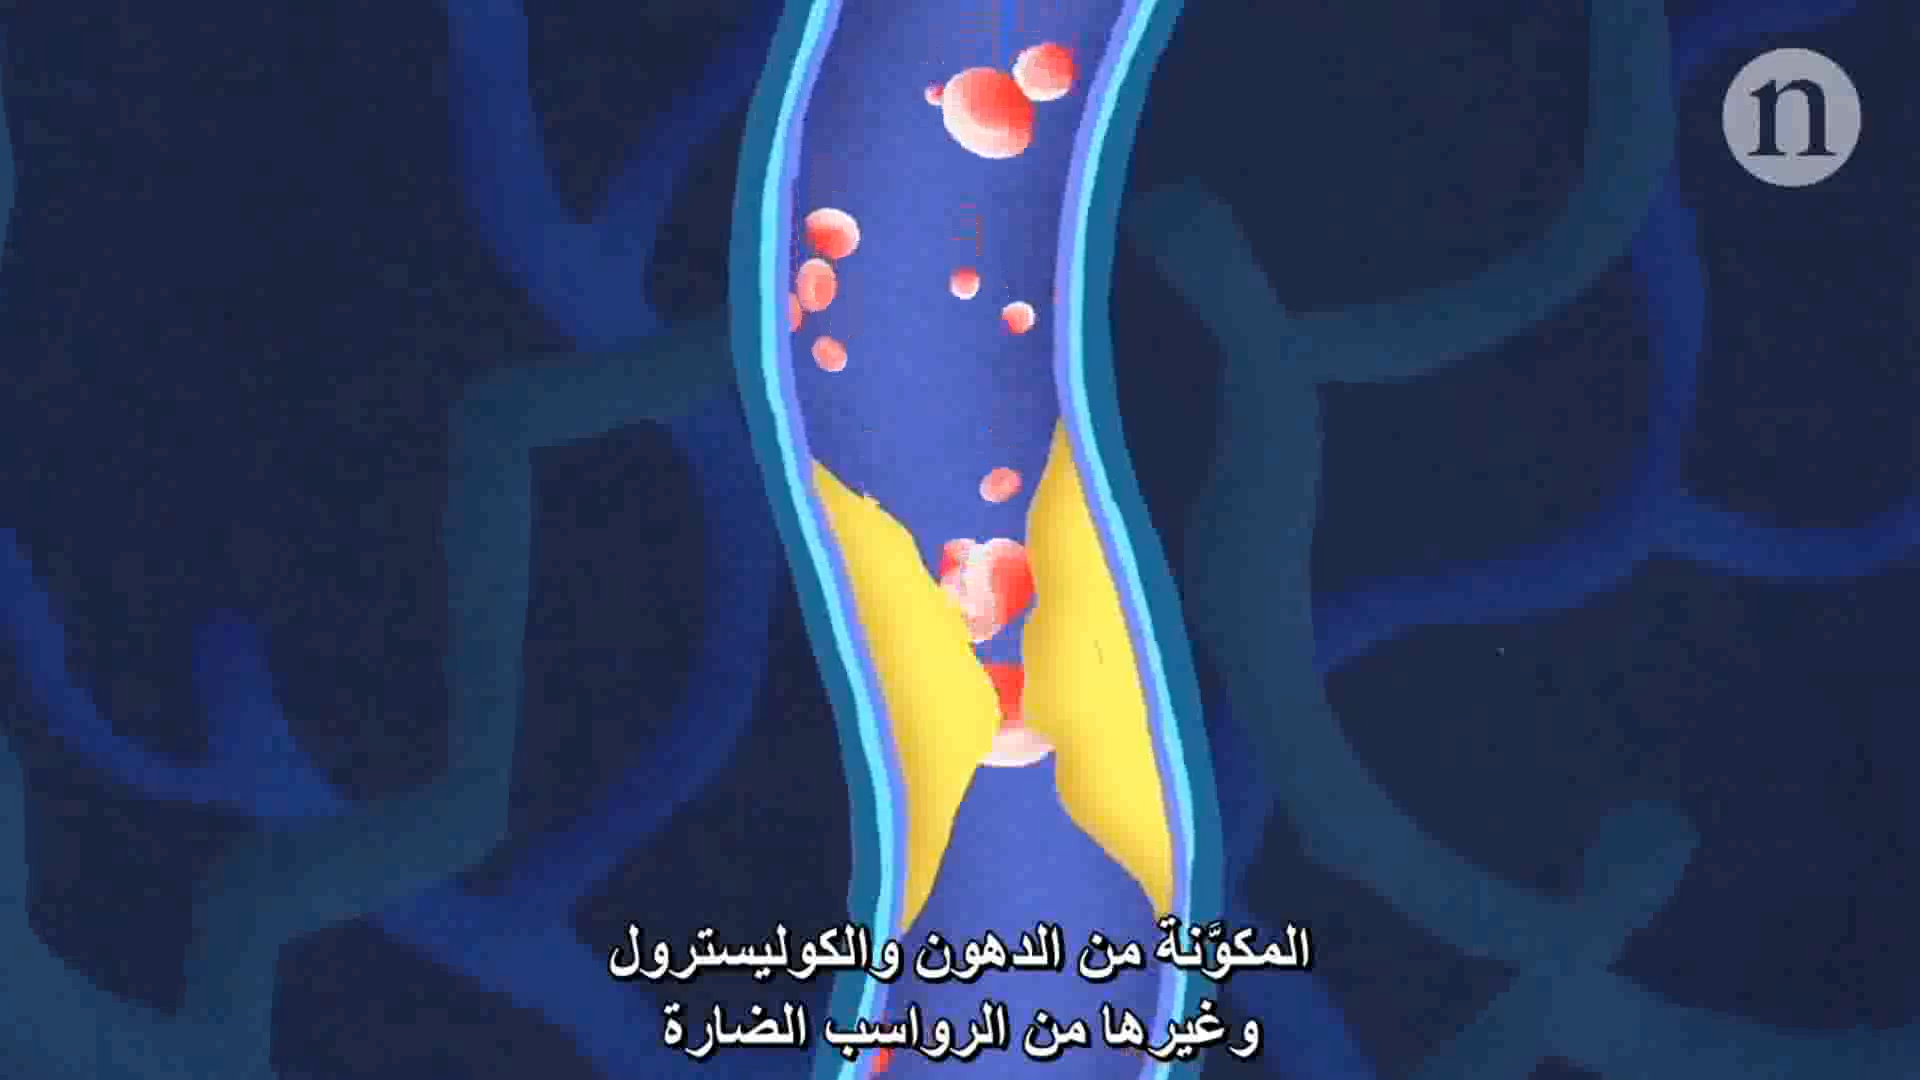 n
المكوَّنة من الدهون والكوليسترول
وغيرها من الرواسب الضارة